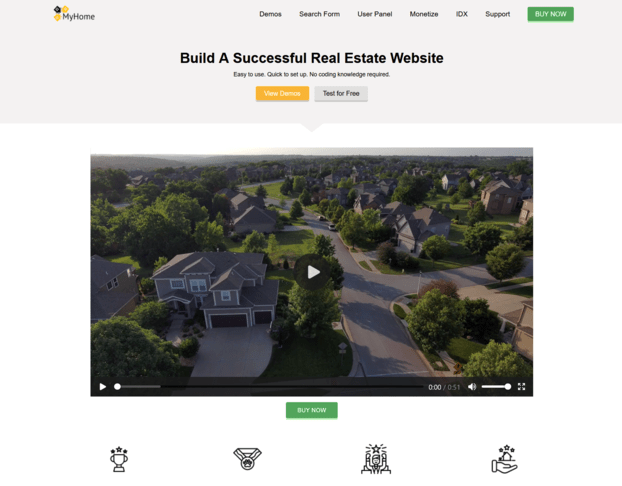 MyHome
Demos
Search Form
User Panel
Monetize
IDX
Support
BUY NOW
Build A Successful Real Estate Website
Easy to use. Quick to set up. No coding knowledge required.
View Demos
Test for Free
0:00 / 0:51
BUY NOW